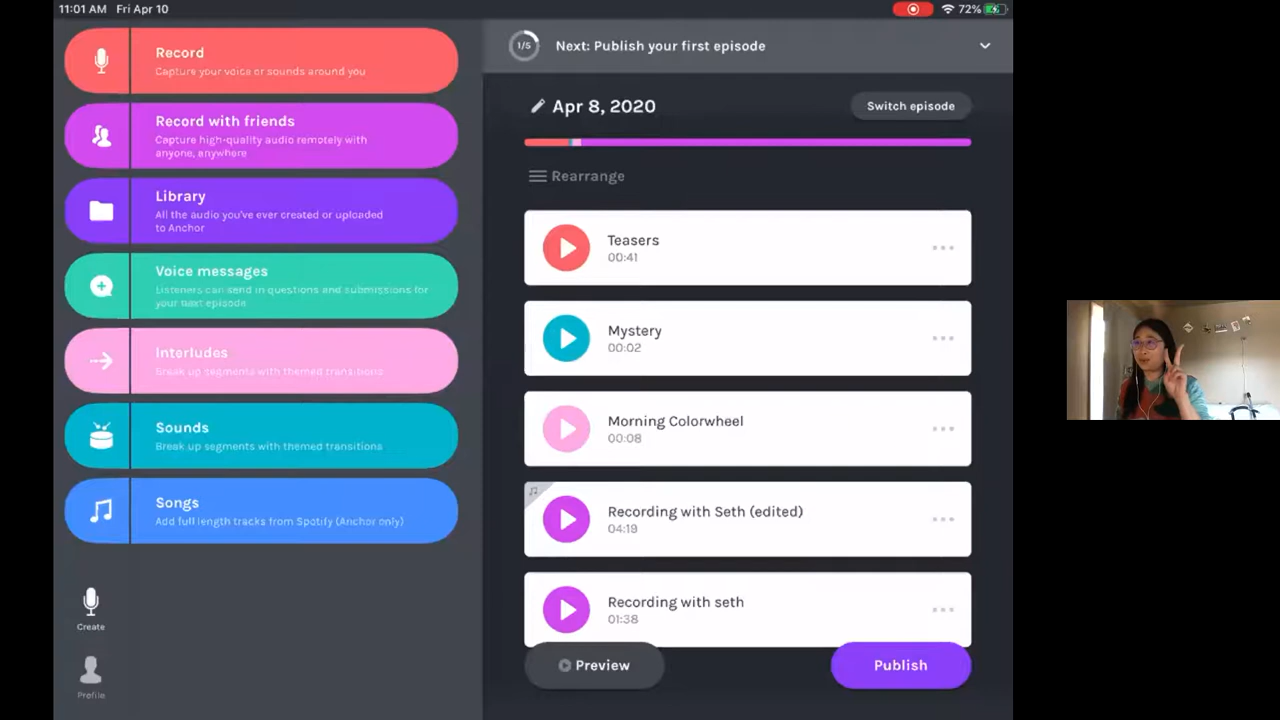 11:01 AM Fri Apr 10
72%
Record
Capture your voice or sounds around you
Record with friends
Capture high-quality audio remotely with
anyone, anywhere
Library
All the audio you've ever created or uploaded
to Anchor
Voice messages
Listeners can send in questions and submissions for
your next episode
Interludes
Break up segments with themed transitions
Sounds
Break up segments with themed transitions
Songs
Add full length tracks from Spotify (Anchor only)
Create
Profile
1/5
Next: Publish your first episode
Apr 8, 2020
Switch episode
Rearrange
Teasers
00:41
Mystery
00:02
Morning Colorwheel
00:08
Recording with Seth (edited)
04:19
Recording with seth
01:38
Preview
Publish